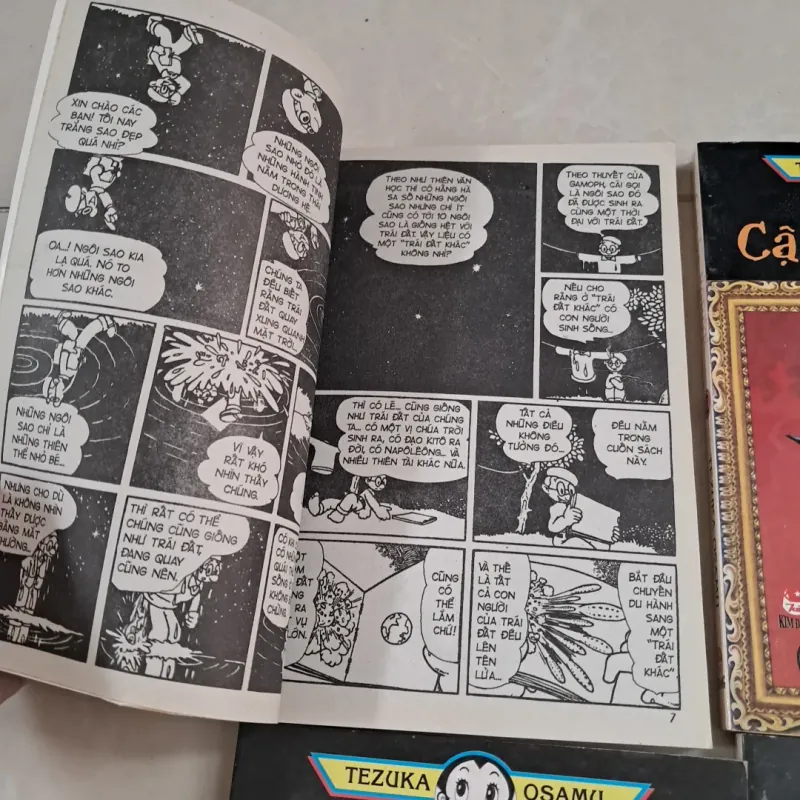 XIN CHÀO CÁC
BẠN! TỐI NAY
TRĂNG SAO ĐẸP
QUÁ NHỈ?
NHỮNG NGÔI
SAO NHỎ ĐÓ LÀ
NHỮNG HÀNH TINH
NẰM TRONG THÁI
DƯƠNG HỆ.
OA...! NGÔI SAO KIA
LẠ QUÁ, NÓ TO
HƠN NHỮNG NGÔI
SAO KHÁC.
CHÚNG TA
ĐỀU BIẾT
RẰNG TRÁI
ĐẤT QUAY
XUNG QUANH
MẶT TRỜI...
NHỮNG NGÔI
SAO CHỈ LÀ
NHỮNG THIÊN
THỂ NHỎ BÉ...
VÌ VẬY
RẤT KHÓ
NHÌN THẤY
CHÚNG.
NHƯNG CHO DÙ
LÀ KHÔNG NHÌN
THẤY ĐƯỢC
BẰNG MẮT
THƯỜNG...
THÌ RẤT CÓ THỂ
CHÚNG CŨNG GIỐNG
NHƯ TRÁI ĐẤT,
ĐANG QUAY
CŨNG NÊN.
THEO NHƯ THIÊN VĂN
HỌC THÌ CÓ HẰNG HÀ
SA SỐ NHỮNG NGÔI
SAO NHƯNG CHỈ ÍT
CŨNG CÓ TỚI 10 NGÔI
SAO LÀ GIỐNG HỆT VỚI
TRÁI ĐẤT. VẬY LIỆU CÓ
MỘT "TRÁI ĐẤT KHÁC"
KHÔNG NHỈ?
THEO THUYẾT CỦA
GAMOPH, CÁI GỌI
LÀ NGÔI SAO ĐÓ
ĐÃ ĐƯỢC SINH RA
CÙNG MỘT THỜI
ĐẠI VỚI TRÁI ĐẤT.
NẾU CHO
RẰNG Ở "TRÁI
ĐẤT KHÁC" CÓ
CON NGƯỜI
SINH SỐNG...
THÌ CÓ LẼ... CŨNG GIỐNG
NHƯ TRÁI ĐẤT CỦA CHÚNG
TA... CÓ MỘT VỊ CHÚA TRỜI
SINH RA, CÓ ĐẠO KITÔ RA
ĐỜI, CÓ NAPÔLÊÔNG... VÀ
NHIỀU THIÊN TÀI KHÁC NỮA.
TẤT CẢ
NHỮNG ĐIỀU
KHÔNG
TƯỞNG ĐÓ...
ĐỀU NẰM
TRONG
CUỐN SÁCH
NÀY.
CŨNG
CÓ THỂ
LẮM
CHỨ!
VÀ THẾ
LÀ TẤT
CẢ CON
NGƯỜI
CỦA TRÁI
ĐẤT ĐỀU
LÊN
TÊN
LỬA...
BẮT ĐẦU
CHUYẾN
DU HÀNH
SANG
MỘT
"TRÁI
ĐẤT
KHÁC"
7
CẬ
KIM
TEZUKA OSAMU